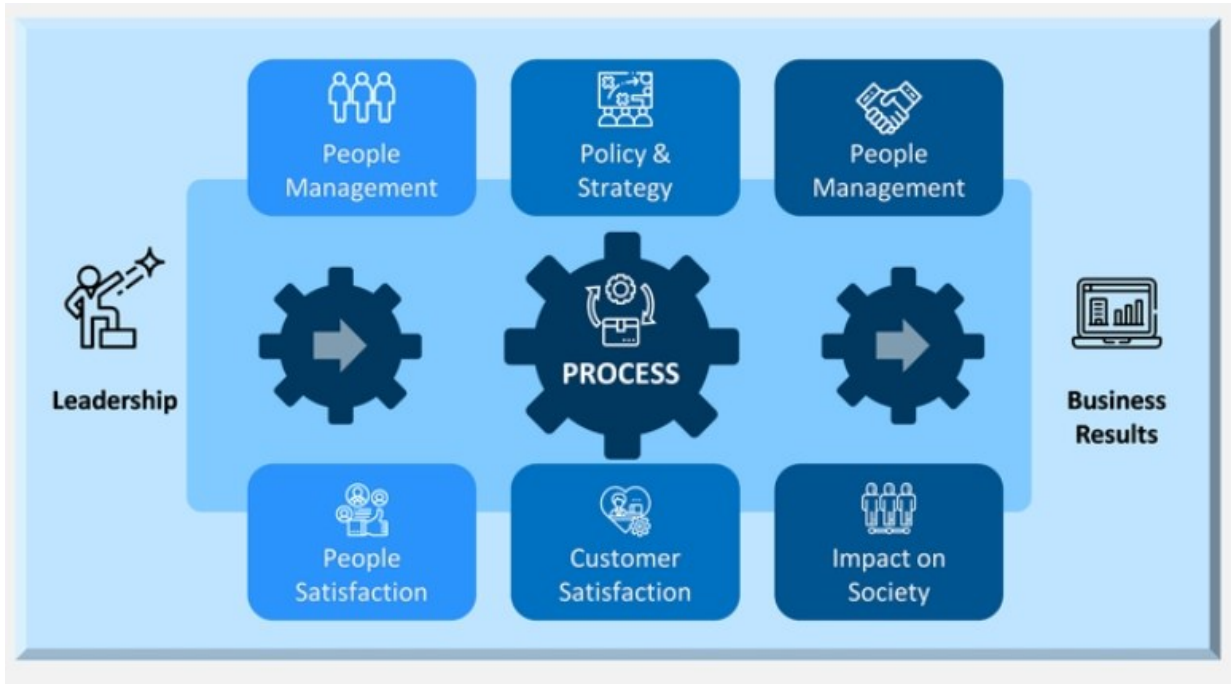 People
Management
Policy &
Strategy
People
Management
Leadership
PROCESS
Business
Results
People
Satisfaction
Customer
Satisfaction
Impact on
Society